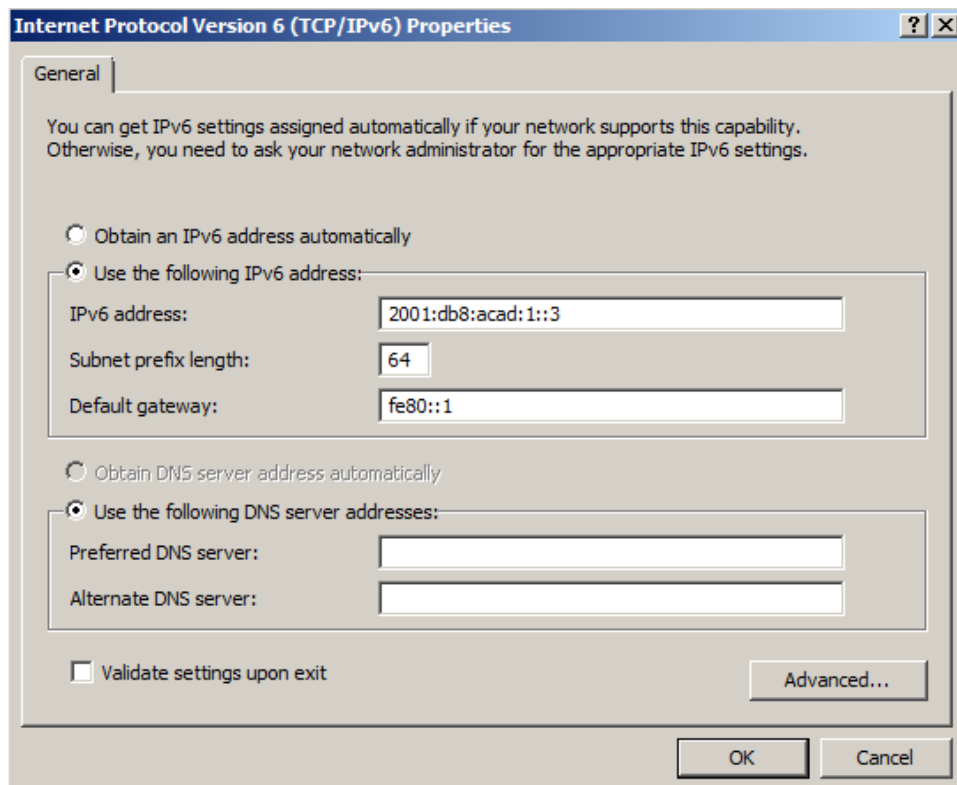 Internet Protocol Version 6 (TCP/IPv6) Properties
General
You can get IPv6 settings assigned automatically if your network supports this capability.
Otherwise, you need to ask your network administrator for the appropriate IPv6 settings.
Obtain an IPv6 address automatically
Use the following IPv6 address:
IPv6 address: 2001:db8:acad:1::3
Subnet prefix length: 64
Default gateway: fe80::1
Obtain DNS server address automatically
Use the following DNS server addresses:
Preferred DNS server:
Alternate DNS server:
Validate settings upon exit
Advanced...
OK Cancel